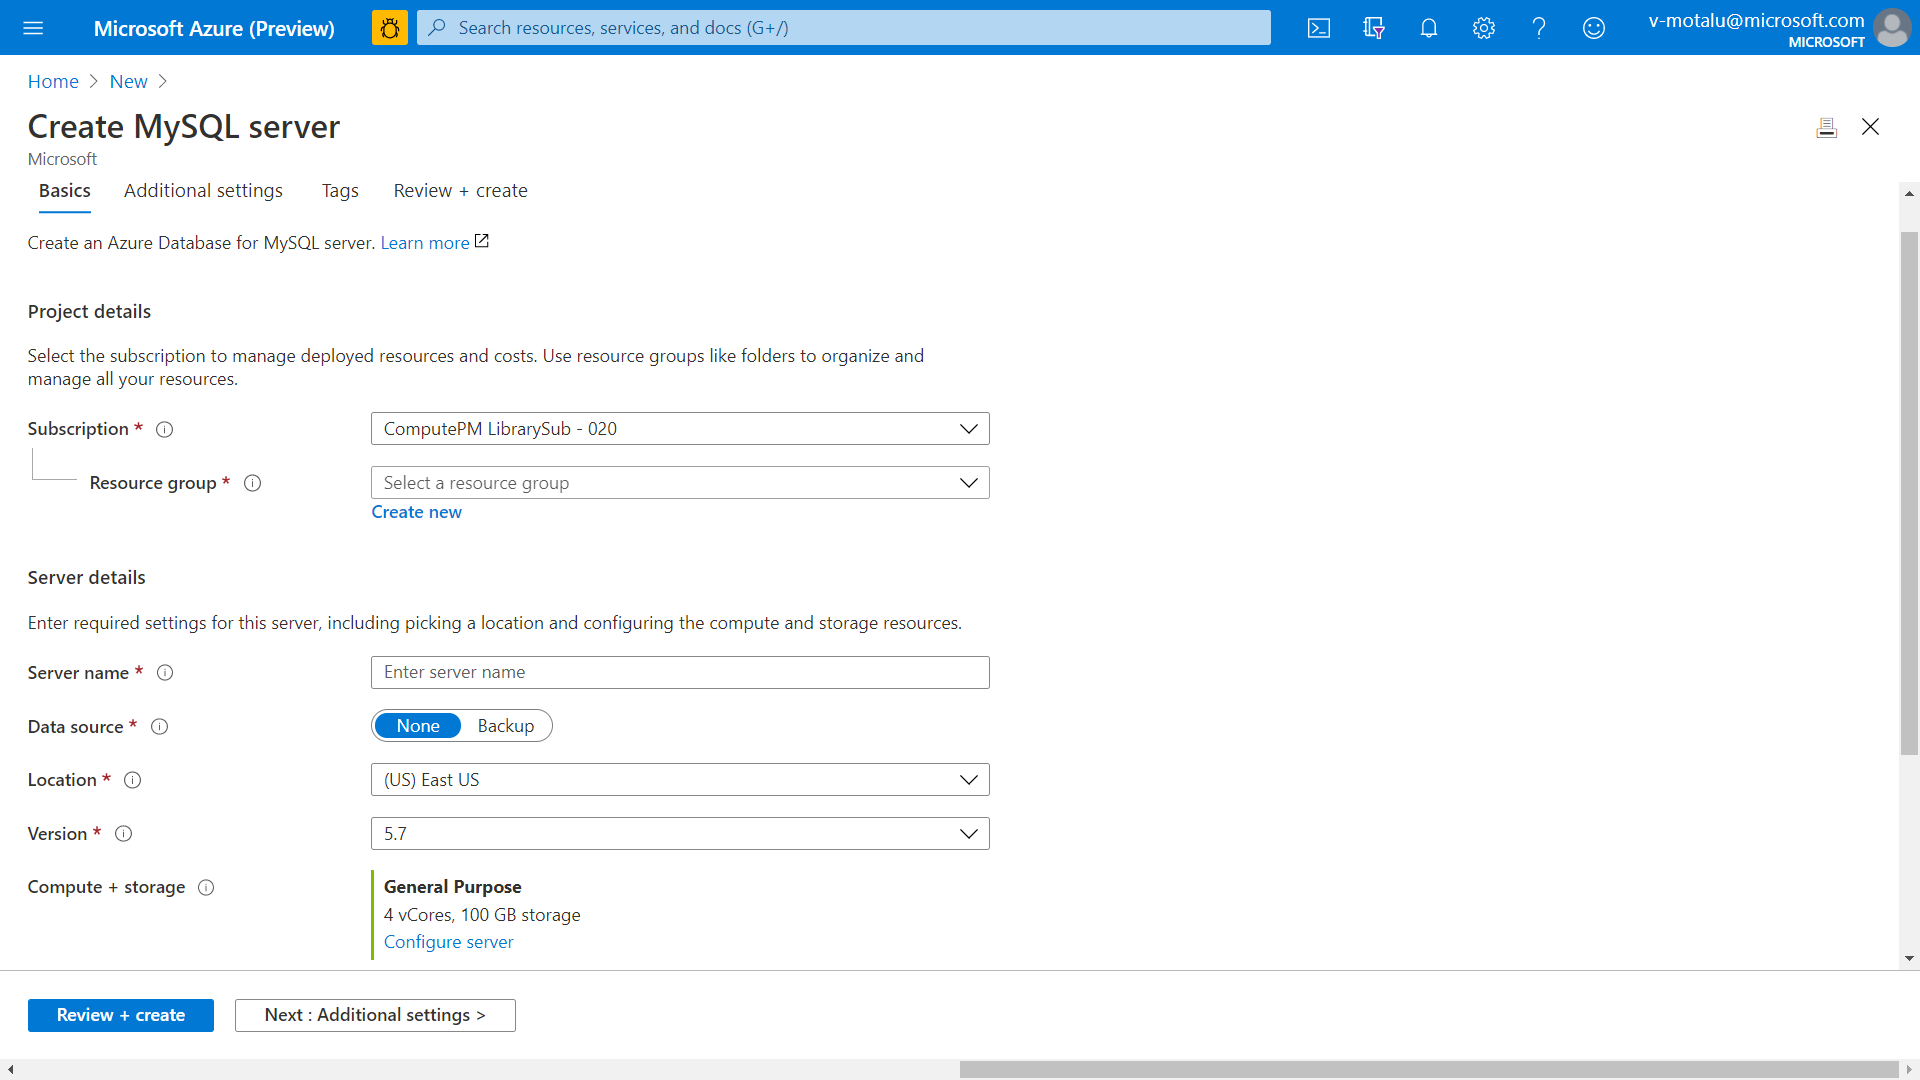 Microsoft Azure (Preview)
Search resources, services, and docs (G+/)
v-motalu@microsoft.com
MICROSOFT
Home > New >
Create MySQL server
Microsoft
Basics Additional settings Tags Review + create
Create an Azure Database for MySQL server. Learn more
Project details
Select the subscription to manage deployed resources and costs. Use resource groups like folders to organize and
manage all your resources.
Subscription *
ComputePM LibrarySub - 020
Resource group *
Select a resource group
Create new
Server details
Enter required settings for this server, including picking a location and configuring the compute and storage resources.
Server name *
Enter server name
Data source *
None Backup
Location *
(US) East US
Version *
5.7
Compute + storage
General Purpose
4 vCores, 100 GB storage
Configure server
Review + create
Next : Additional settings >